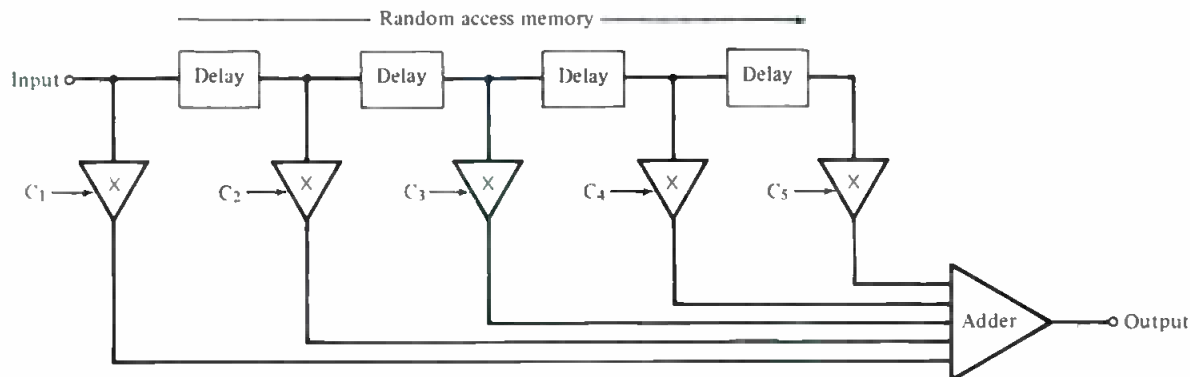 Random access memory
Input
Delay Delay Delay Delay
X X X X X
C1 C2 C3 C4 C5
Adder
Output